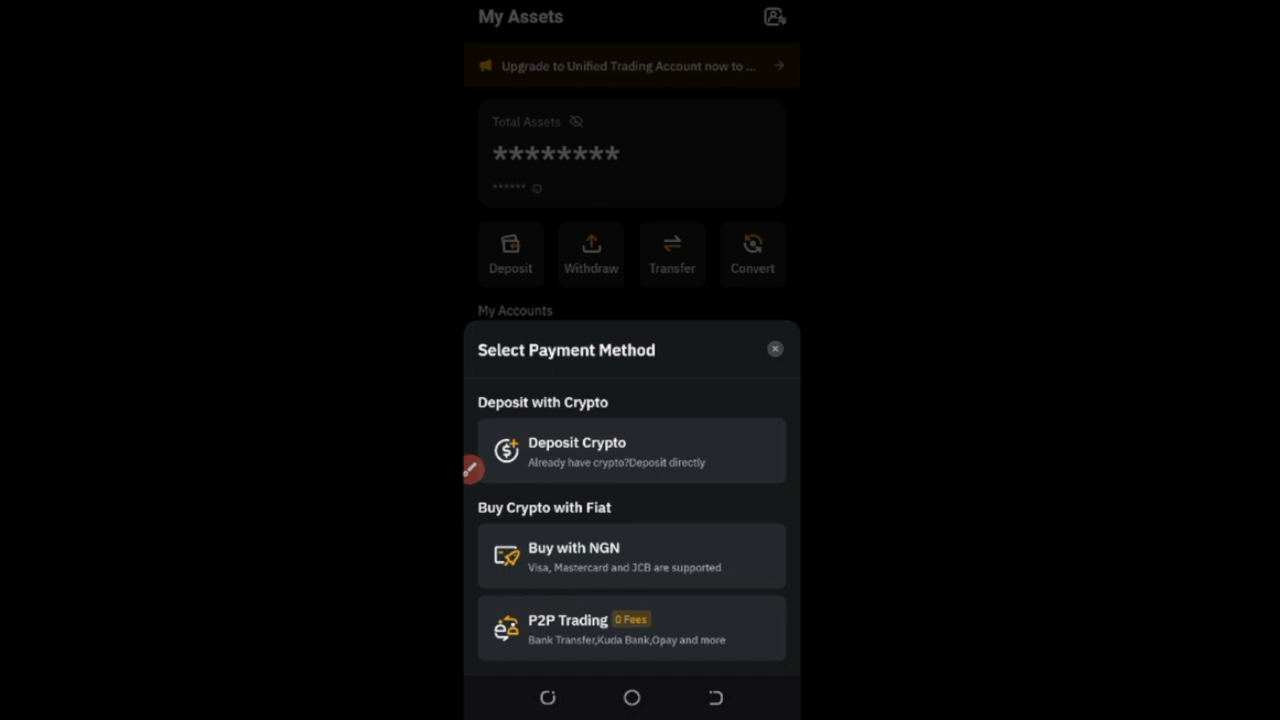 My Assets
Upgrade to Unified Trading Account now to ...
Total Assets
********
******
Deposit Withdraw Transfer Convert
My Accounts
Select Payment Method
Deposit with Crypto
Deposit Crypto
Already have crypto?Deposit directly
Buy Crypto with Fiat
Buy with NGN
Visa, Mastercard and JCB are supported
P2P Trading 0 Fees
Bank Transfer,Kuda Bank,Opay and more